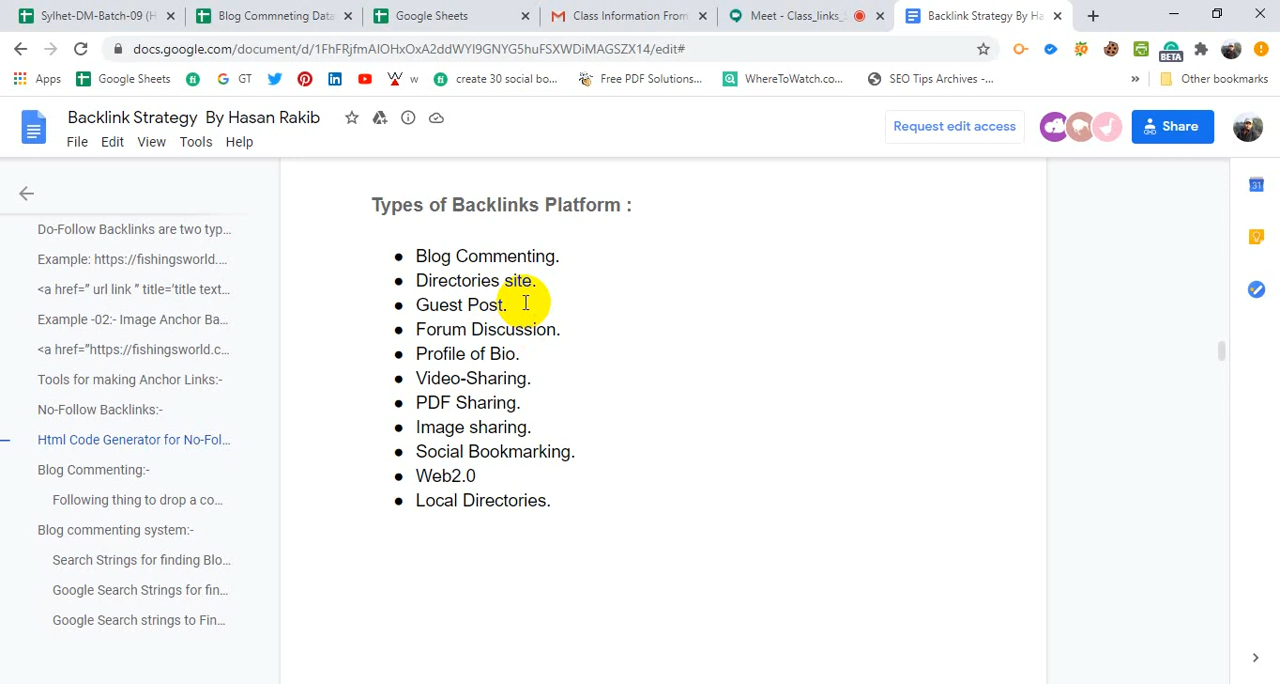 Sylhet-DM-Batch-09 (H
Blog Commneting Data
Google Sheets
Class Information From
Meet - Class_links_
Backlink Strategy By Ha
docs.google.com/document/d/1FhFRjfmAIOHxOxA2ddWYl9GNYG5huFSXWDiMAGSZX14/edit#
BETA
Apps
Google Sheets
GT
w
create 30 social bo...
Free PDF Solutions...
WhereToWatch.co...
SEO Tips Archives -...
»
Other bookmarks
Backlink Strategy By Hasan Rakib
File Edit View Tools Help
Request edit access
Share
Do-Follow Backlinks are two typ...
Example: https://fishingsworld....
<a href=" url link " title='title text...
Example -02:- Image Anchor Ba...
<a href="https://fishingsworld.c...
Tools for making Anchor Links:-
No-Follow Backlinks:-
Html Code Generator for No-Fol...
Blog Commenting:-
Following thing to drop a co...
Blog commenting system:-
Search Strings for finding Blo...
Google Search Strings for fin...
Google Search strings to Fin...
Types of Backlinks Platform :
● Blog Commenting.
● Directories site.
● Guest Post.
● Forum Discussion.
● Profile of Bio.
● Video-Sharing.
● PDF Sharing.
● Image sharing.
● Social Bookmarking.
● Web2.0
● Local Directories.
31